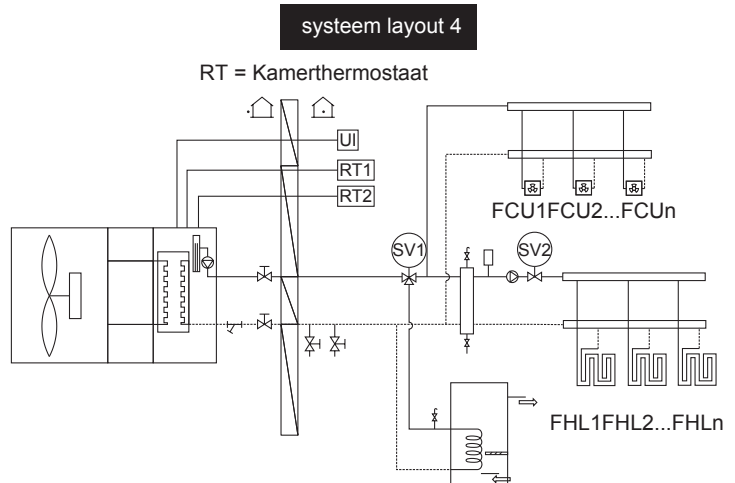 systeem layout 4
RT = Kamerthermostaat
UI
RT1
RT2
FCU1FCU2...FCUn
SV1
SV2
FHL1FHL2...FHLn